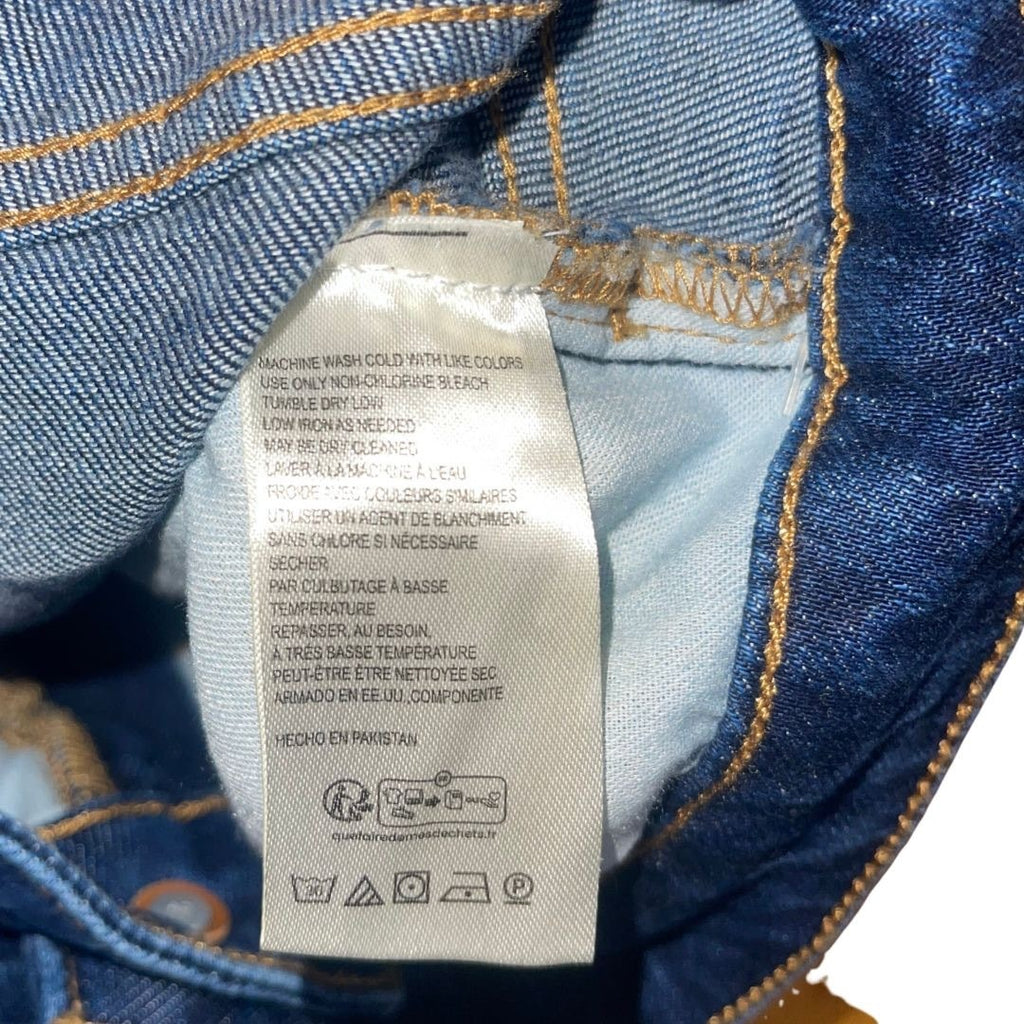 MACHINE WASH COLD WITH LIKE COLORS
USE ONLY NON-CHLORINE BLEACH
TUMBLE DRY LOW
LOW IRON AS NEEDED
MAY BE DRY CLEANED
LAVER À LA MACHINE À L'EAU
FROIDE AVEC COULEURS SIMILAIRES
UTILISER UN AGENT DE BLANCHIMENT
SANS CHLORE SI NÉCESSAIRE
SECHER
PAR CULBUTAGE À BASSE
TEMPERATURE
REPASSER, AU BESOIN,
A TRÈS BASSE TEMPÉRATURE
PEUT-ÊTRE ÊTRE NETTOYEE SEC
ARMADO EN EE.UU.,COMPONENTE
HECHO EN PAKISTAN
quefairedemesdechets.fr
30 P